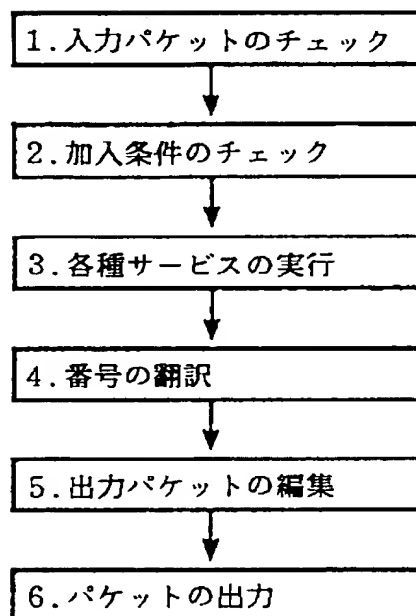 1.入力パケットのチェック
2.加入条件のチェック
3.各種サービスの実行
4.番号の翻訳
5.出力パケットの編集
6.パケットの出力